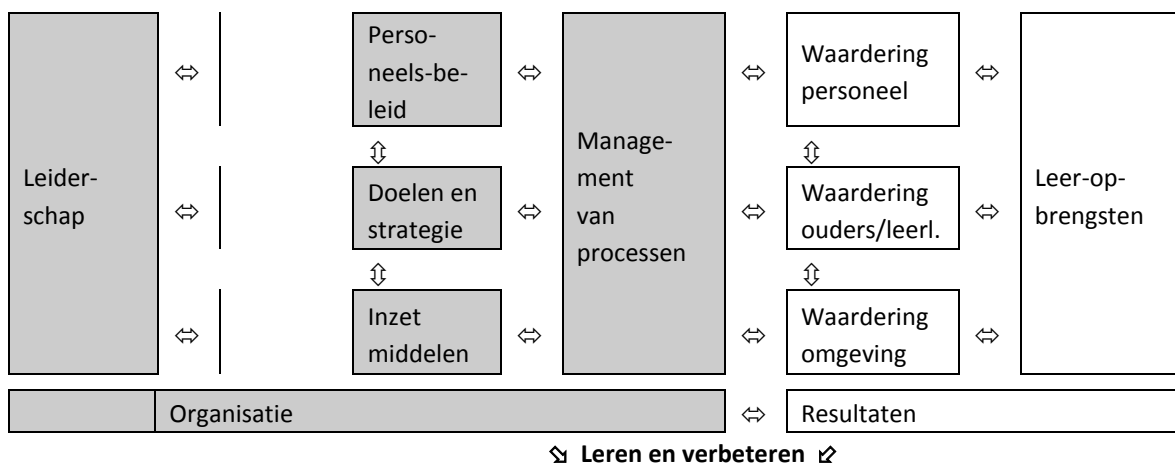 Leider-
schap
Perso-
neels-be-
leid
Doelen en
strategie
Inzet
middelen
Manage-
ment
van
processen
Waardering
personeel
Waardering
ouders/leerl.
Waardering
omgeving
Leer-op-
brengsten
Organisatie
Resultaten
Leren en verbeteren